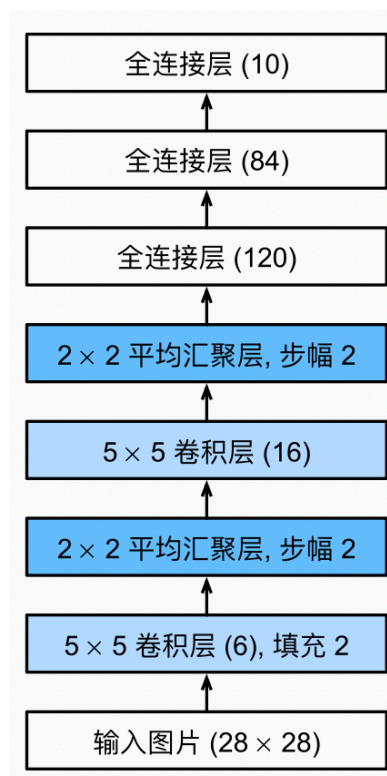 全连接层 (10)
全连接层 (84)
全连接层 (120)
2 × 2 平均汇聚层, 步幅 2
5 × 5 卷积层 (16)
2 × 2 平均汇聚层, 步幅 2
5 × 5 卷积层 (6), 填充 2
输入图片 (28 × 28)